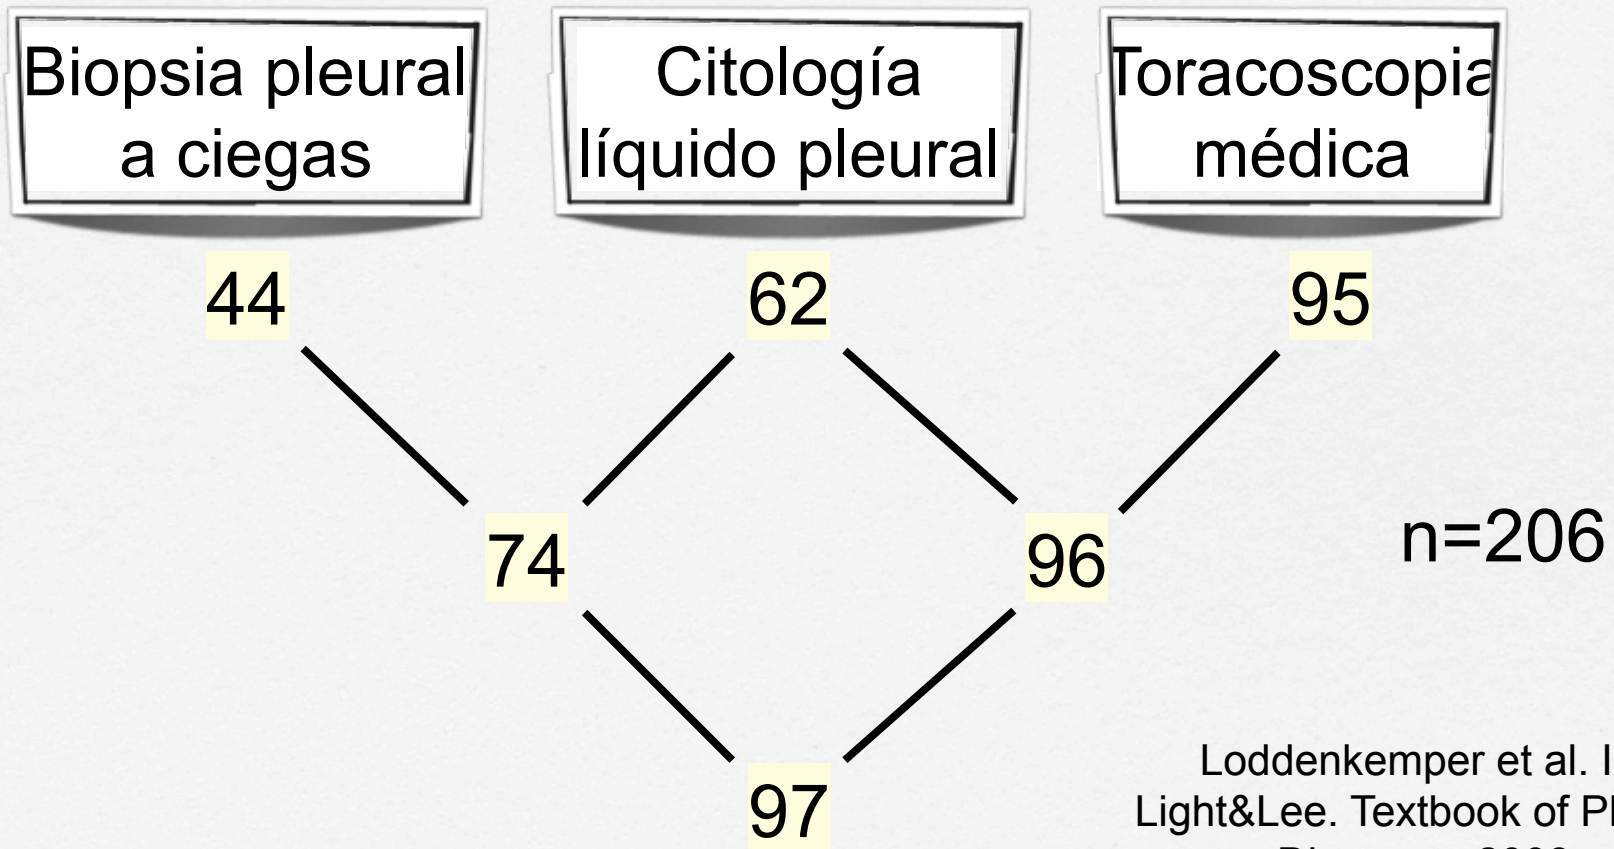 Biopsia pleural
a ciegas
Citología
líquido pleural
Toracoscopia
médica
44
62
95
74
96
n=206
97
Loddenkemper et al.
Light&Lee. Textbook of